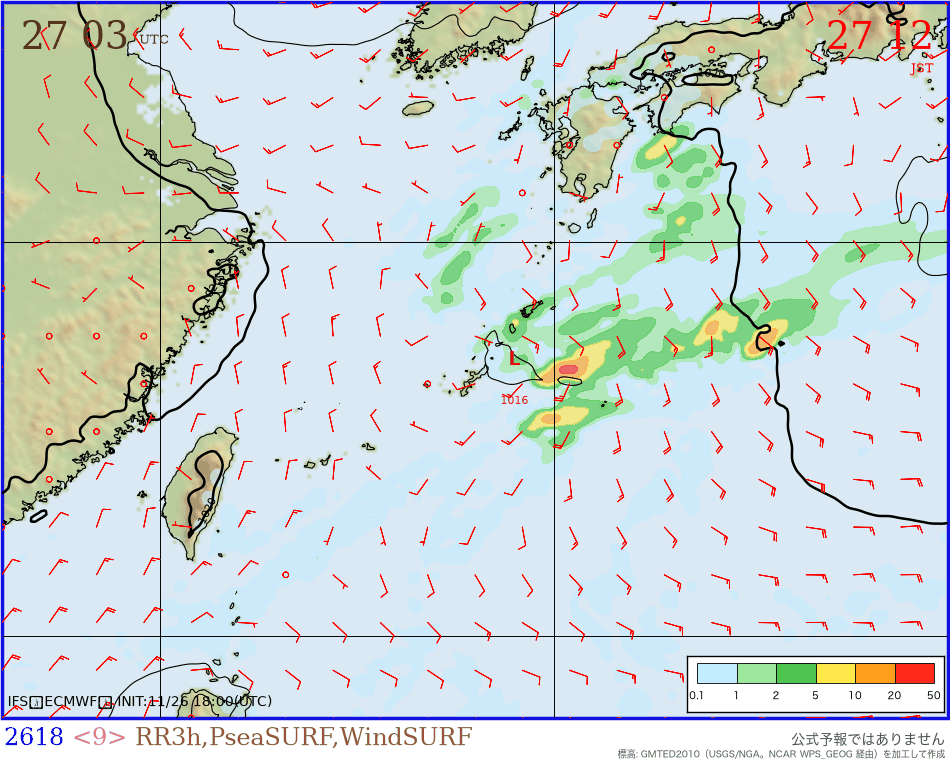 27 03 UTC
27 12
JST
L
1016
1020
IFS□ECMWF□ INIT:11/26 18:00(UTC)
0.1 1 2 5 10 20 50
2618 <9> RR3h,PseaSURF,WindSURF
公式予報ではありません
標高: GMTED2010（USGS/NGA。NCAR WPS_GEOG 経由）を加工して作成